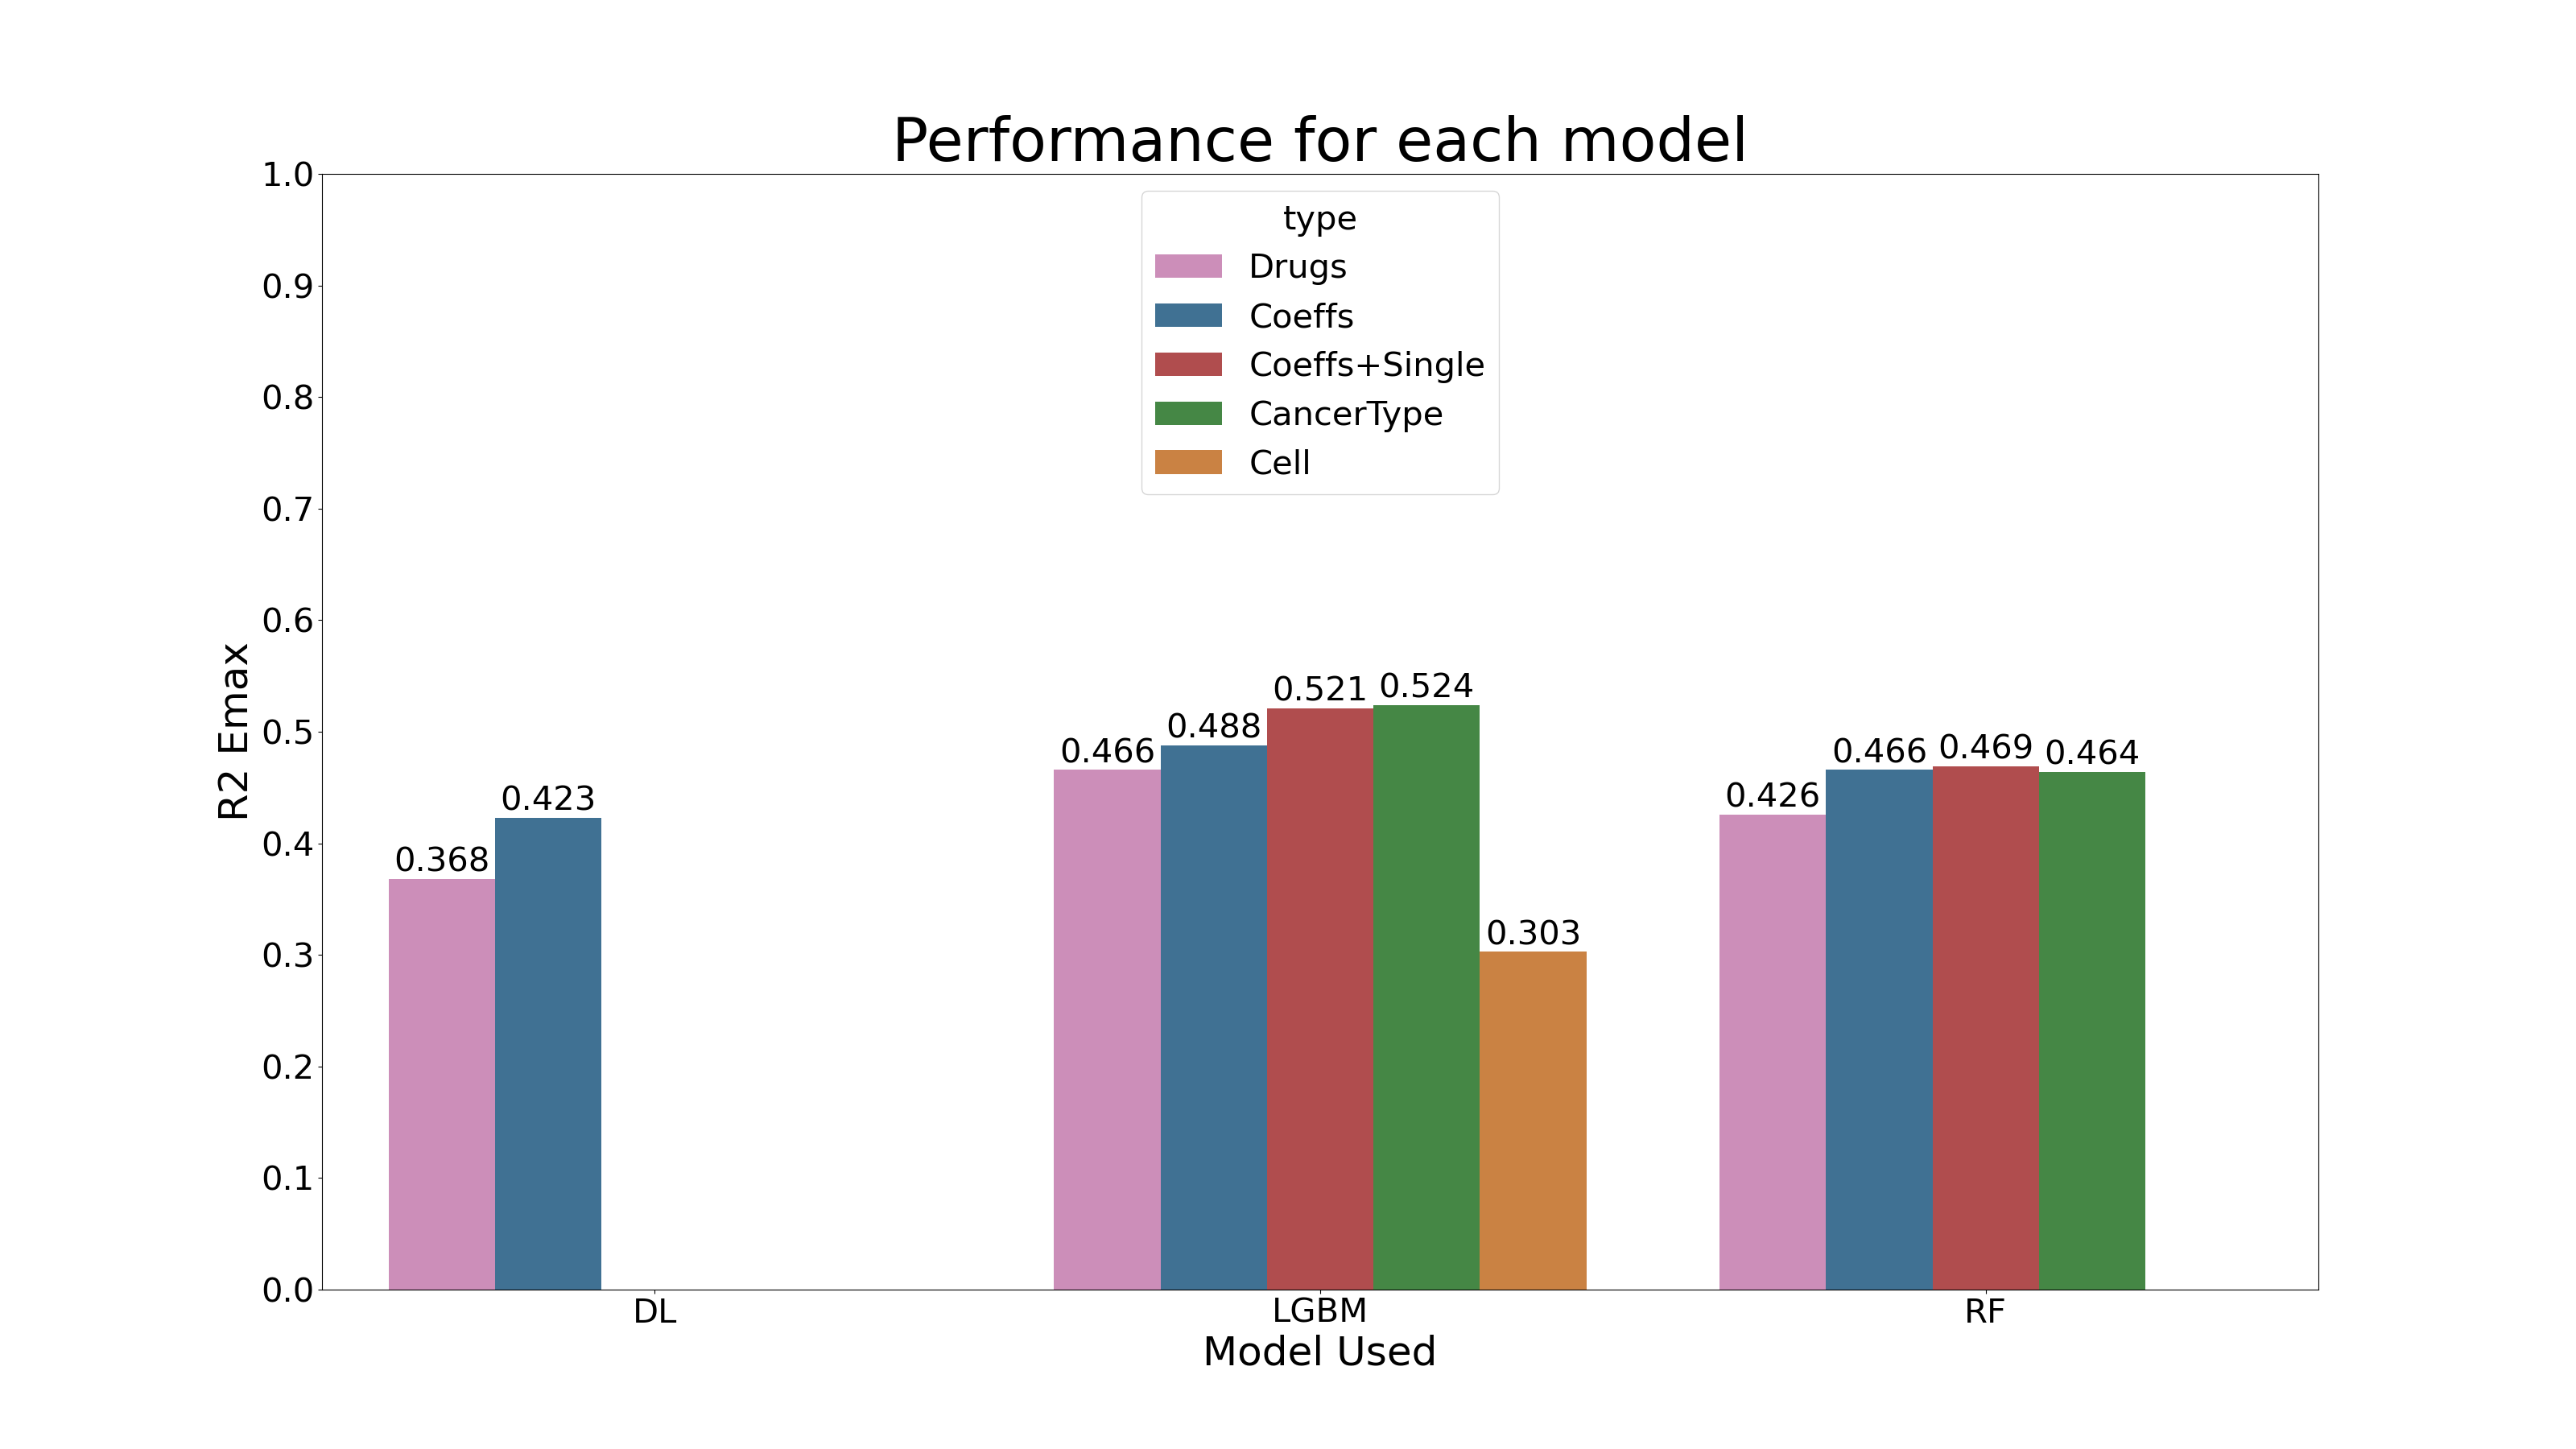 Performance for each model
R2 Emax
1.0
0.9
0.8
0.7
0.6
0.5
0.4
0.3
0.2
0.1
0.0
type
Drugs
Coeffs
Coeffs+Single
CancerType
Cell
0.368
0.423
0.466
0.488
0.521
0.524
0.303
0.426
0.466
0.469
0.464
DL
LGBM
RF
Model Used